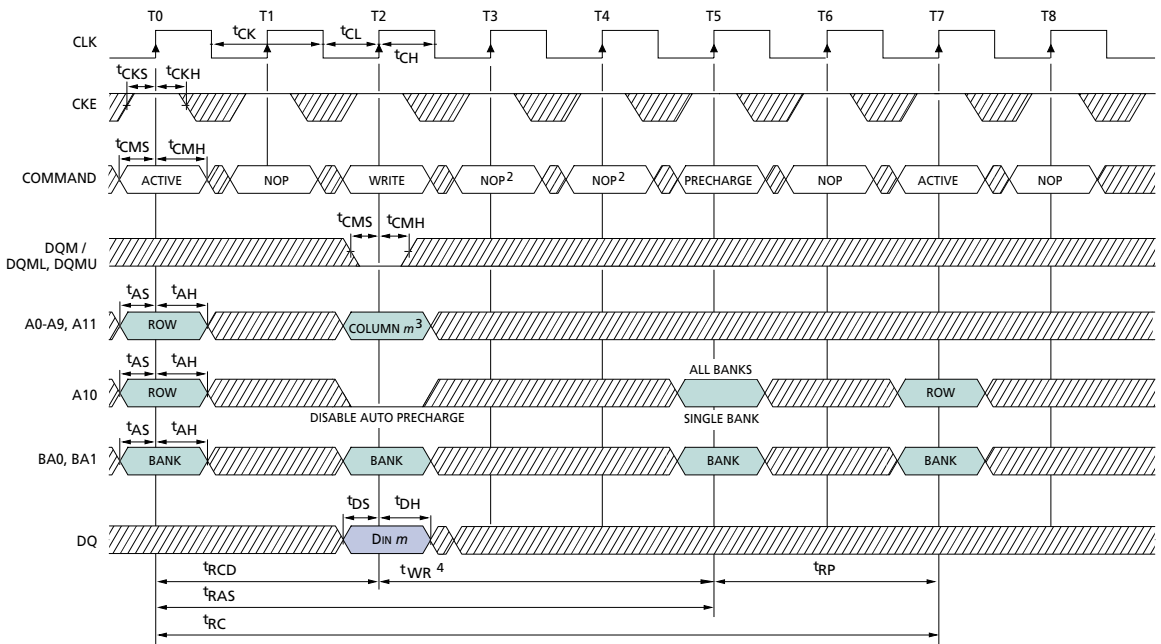 T0 T1 T2 T3 T4 T5 T6 T7 T8
CLK
tCK tCL
tCH
tCKS tCKH
CKE
tCMS tCMH
COMMAND ACTIVE NOP WRITE NOP2 NOP2 PRECHARGE NOP ACTIVE NOP
tCMS tCMH
DQM /
DQML, DQMU
tAS tAH
A0-A9, A11 ROW COLUMN m3
tAS tAH
ALL BANKS
A10 ROW ROW
DISABLE AUTO PRECHARGE SINGLE BANK
tAS tAH
BA0, BA1 BANK BANK BANK BANK
tDS tDH
DQ DIN m
tRCD tWR 4 tRP
tRAS
tRC